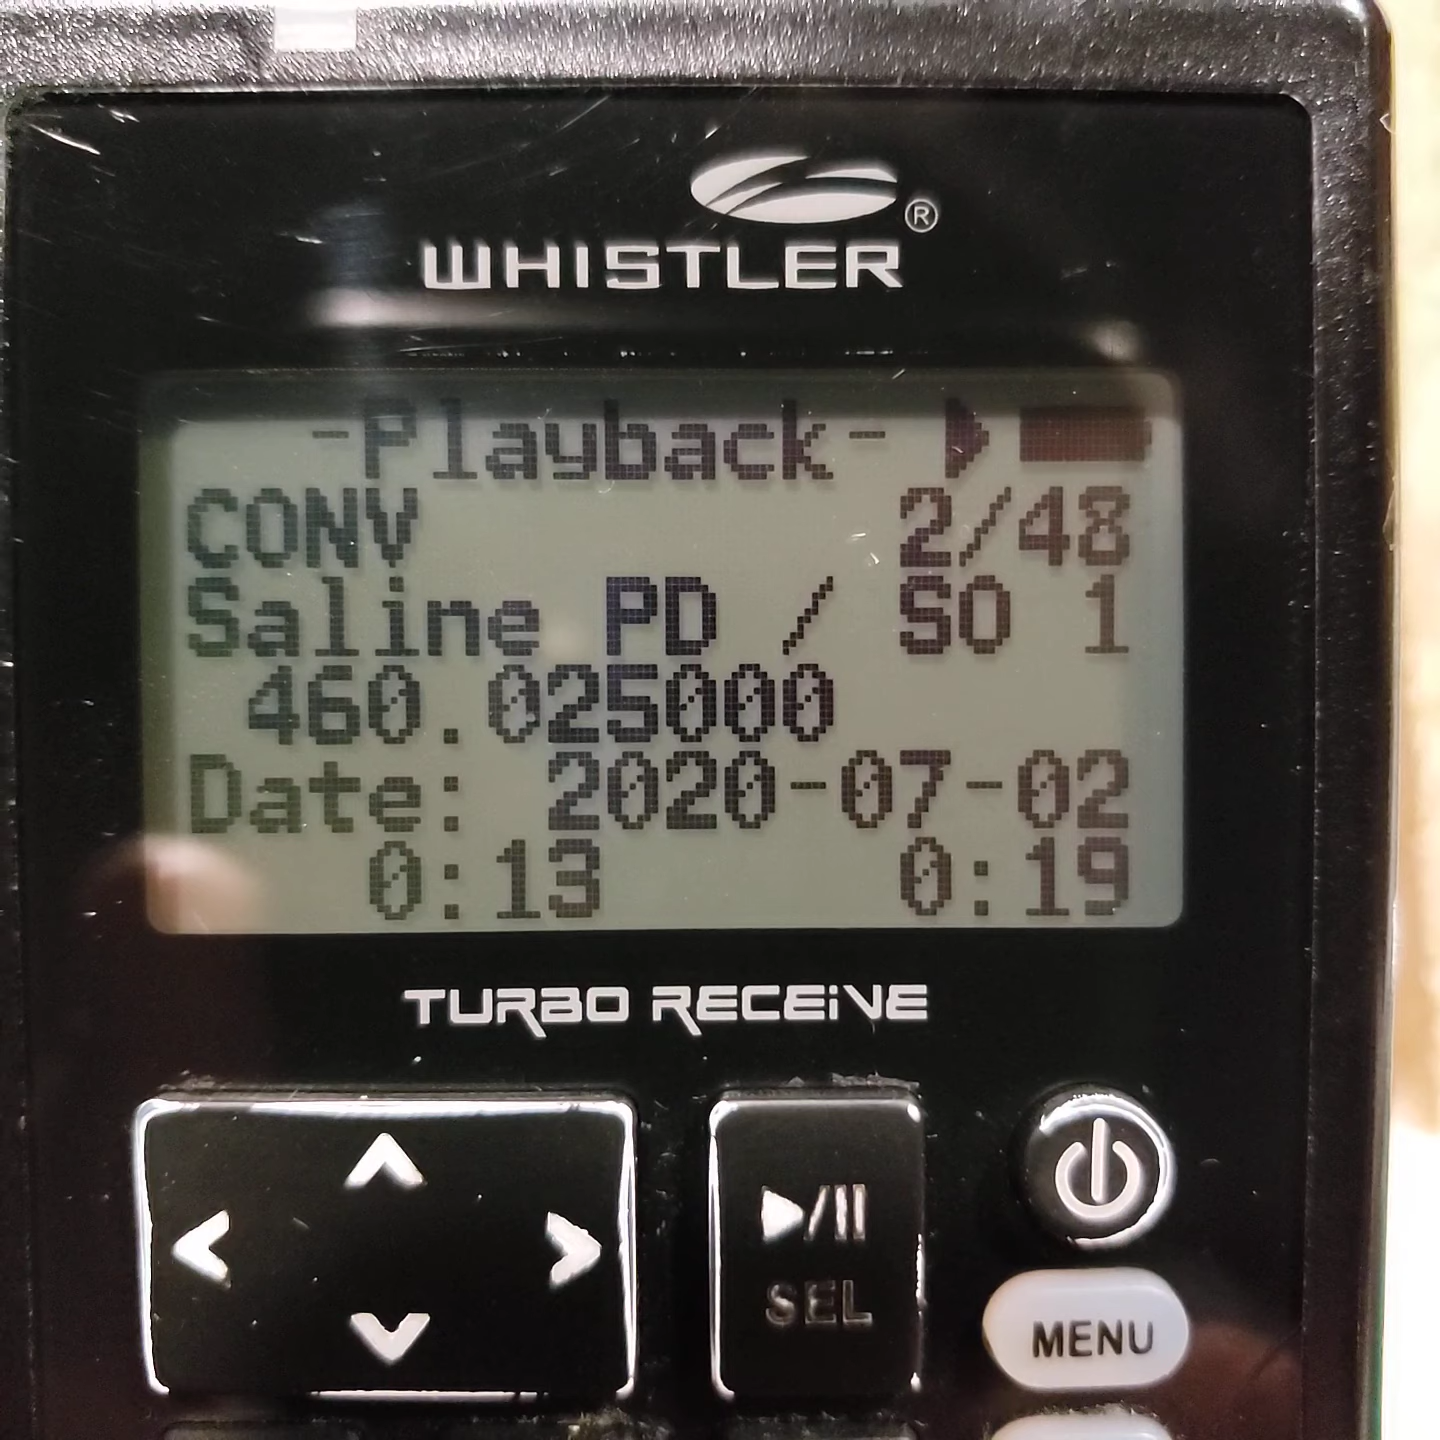 WHISTLER®
-Playback-
CONV 2/48
Saline PD / SO 1
460.025000
Date: 2020-07-02
0:13 0:19
TURBO RECEIVE
SEL
MENU